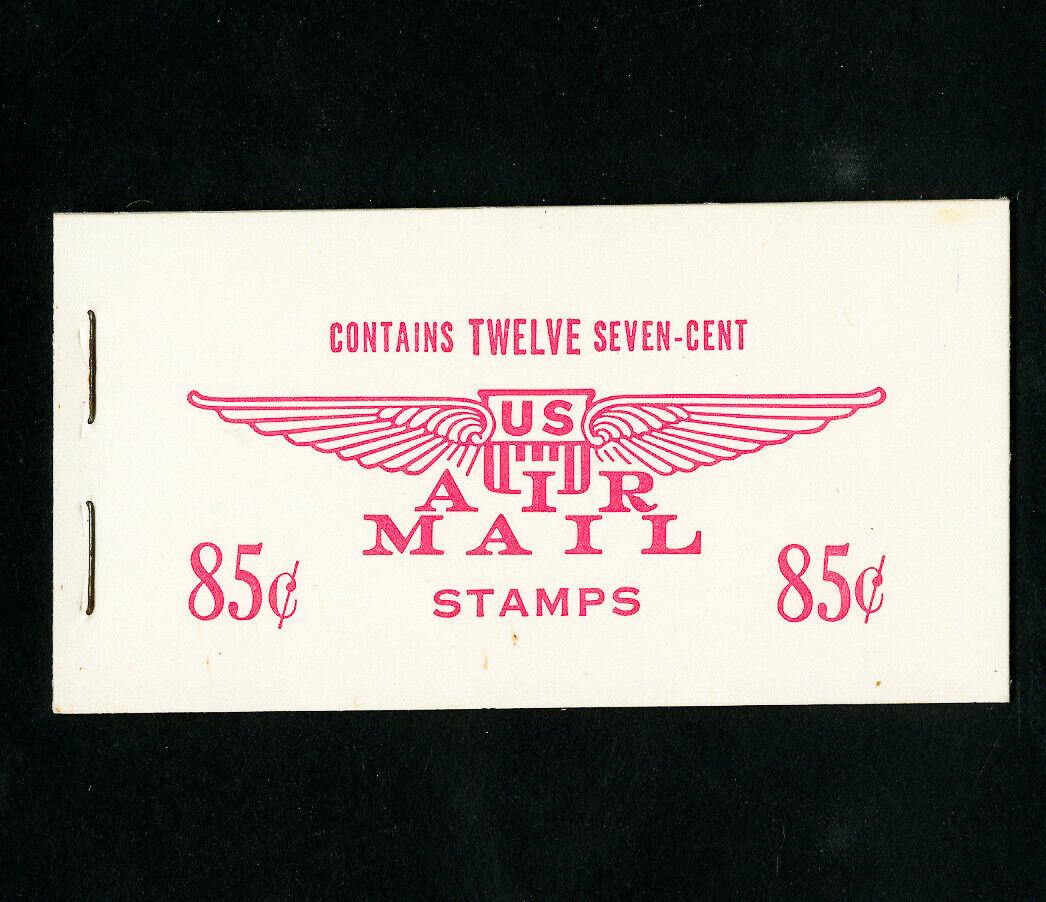 CONTAINS TWELVE SEVEN-CENT
US
AIR
MAIL
85¢ STAMPS 85¢